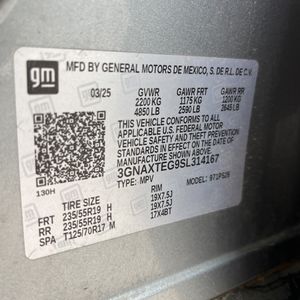 gm
MFD BY GENERAL MOTORS DE MEXICO, S. DE R.L. DE C.V.
03/25 GVWR GAWR FRT GAWR RR
2200 KG 1175 KG 1200 KG
4850 LB 2590 LB 2645 LB
THIS VEHICLE CONFORMS TO ALL APPLICABLE
U.S. FEDERAL MOTOR VEHICLE SAFETY AND
THEFT PREVENTION STANDARDS IN EFFECT
ON THE DATE OF MANUFACTURE SHOWN ABOVE.
3GNAXTEG9SL314167
130H TYPE: MPV MODEL:
TIRE SIZE RIM
FRT 235/55R19 H 19X7.5J
RR 235/55R19 H 19X7.5J
SPA T125/70R17 M 17X4BT